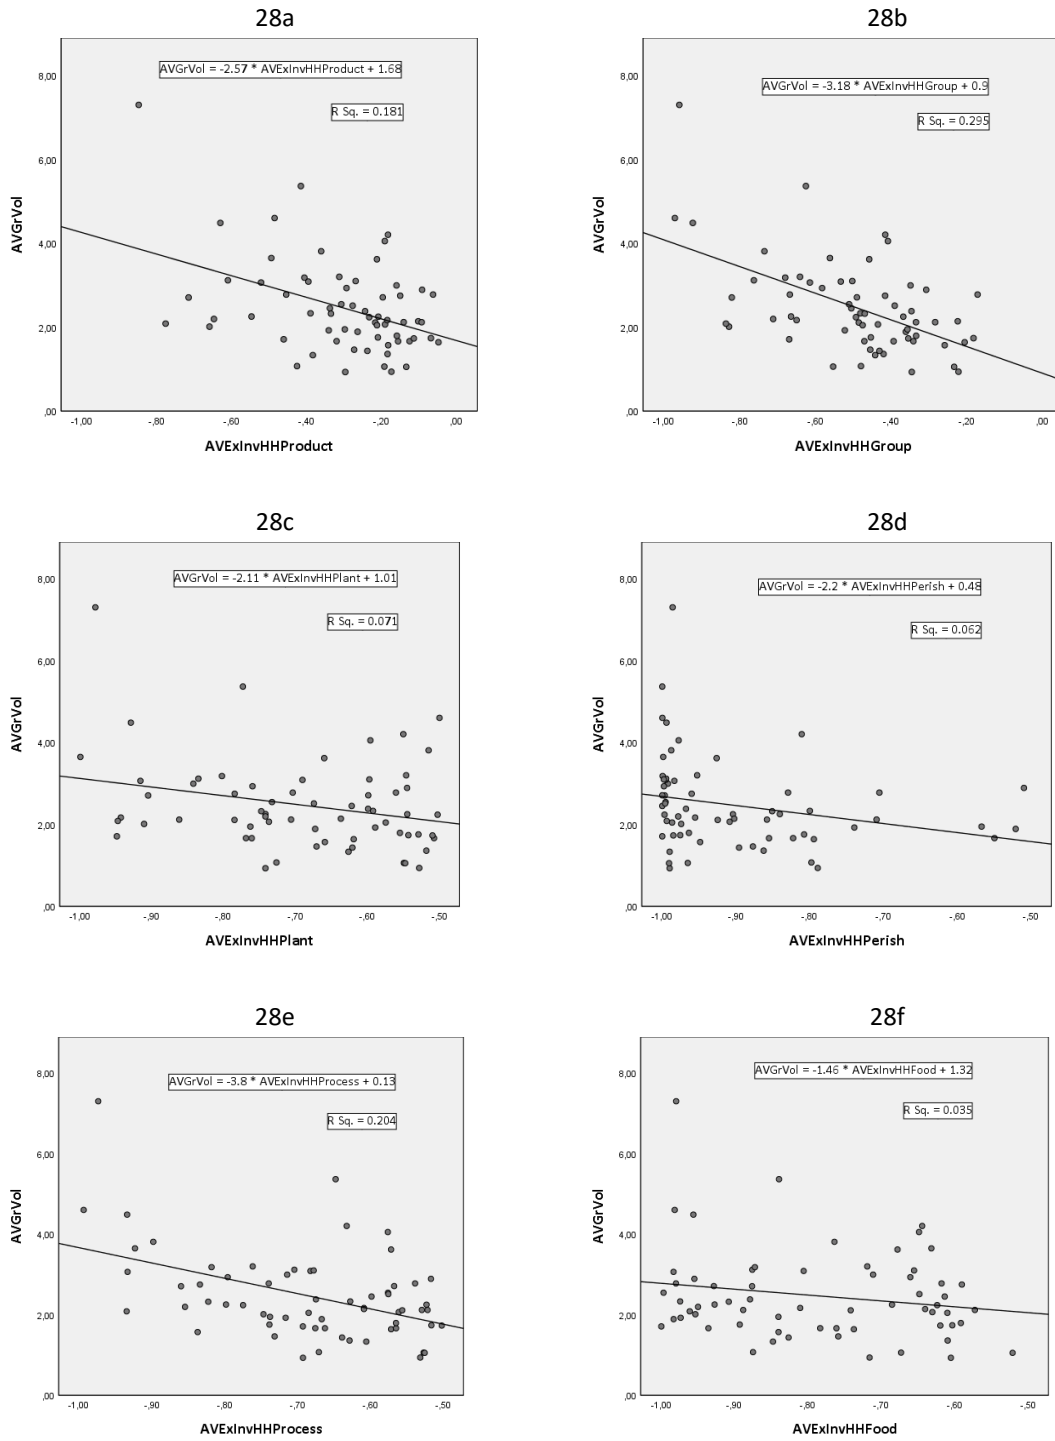 28a
AVGrVol = -2.57 * AVExInvHHProduct + 1.68
R Sq. = 0.181
8,00
6,00
4,00
2,00
,00
AVGrVol
-1,00 -,80 -,60 -,40 -,20 ,00
AVExInvHHProduct
28b
AVGrVol = -3.18 * AVExInvHHGroup + 0.9
R Sq. = 0.295
8,00
6,00
4,00
2,00
,00
AVGrVol
-1,00 -,80 -,60 -,40 -,20 ,00
AVExInvHHGroup
28c
AVGrVol = -2.11 * AVExInvHHPlant + 1.01
R Sq. = 0.071
8,00
6,00
4,00
2,00
,00
AVGrVol
-1,00 -,90 -,80 -,70 -,60 -,50
AVExInvHHPlant
28d
AVGrVol = -2.2 * AVExInvHHPerish + 0.48
R Sq. = 0.062
8,00
6,00
4,00
2,00
,00
AVGrVol
-1,00 -,90 -,80 -,70 -,60 -,50
AVExInvHHPerish
28e
AVGrVol = -3.8 * AVExInvHHProcess + 0.13
R Sq. = 0.204
8,00
6,00
4,00
2,00
,00
AVGrVol
-1,00 -,90 -,80 -,70 -,60 -,50
AVExInvHHProcess
28f
AVGrVol = -1.46 * AVExInvHHFood + 1.32
R Sq. = 0.035
8,00
6,00
4,00
2,00
,00
AVGrVol
-1,00 -,90 -,80 -,70 -,60 -,50
AVExInvHHFood